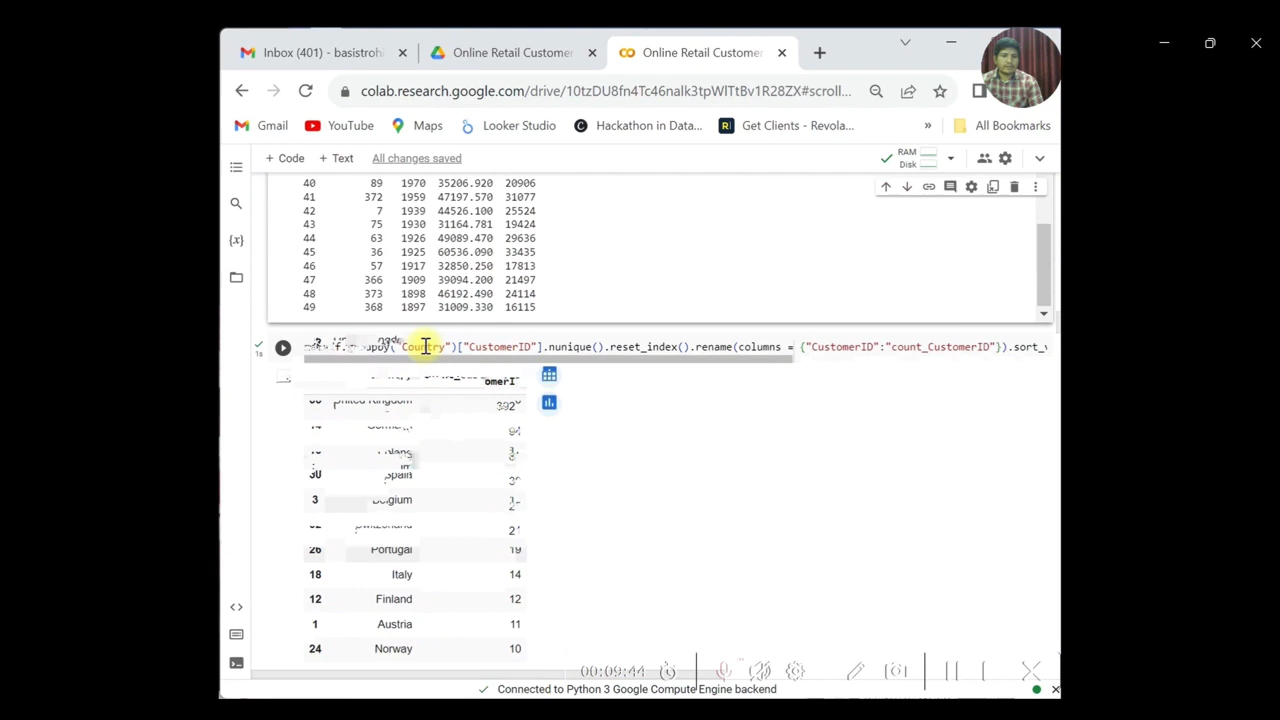 Inbox (401) - basistrohi
Online Retail Customer
Online Retail Customer
colab.research.google.com/drive/10tzDU8fn4Tc46nalk3tpWlTtBv1R28ZX#scroll...
Gmail
YouTube
Maps
Looker Studio
Hackathon in Data...
Get Clients - Revola...
»
All Bookmarks
+ Code
+ Text
All changes saved
RAM
Disk
40 89 1970 35206.920 20906
41 372 1959 47197.570 31077
42 7 1939 44526.100 25524
43 75 1930 31164.781 19424
44 63 1926 49089.470 29636
45 36 1925 60536.090 33435
46 57 1917 32850.250 17813
47 366 1909 39094.200 21497
48 373 1898 46192.490 24114
49 368 1897 31009.330 16115
("Country")["CustomerID"].nunique().reset_index().rename(columns = {"CustomerID":"count_CustomerID"}).sort_v
1s
United Kingdom
30 Spain
3 Belgium
Switzerland
26 Portugal 19
18 Italy 14
12 Finland 12
1 Austria 11
24 Norway 10
00:09:44
Connected to Python 3 Google Compute Engine backend